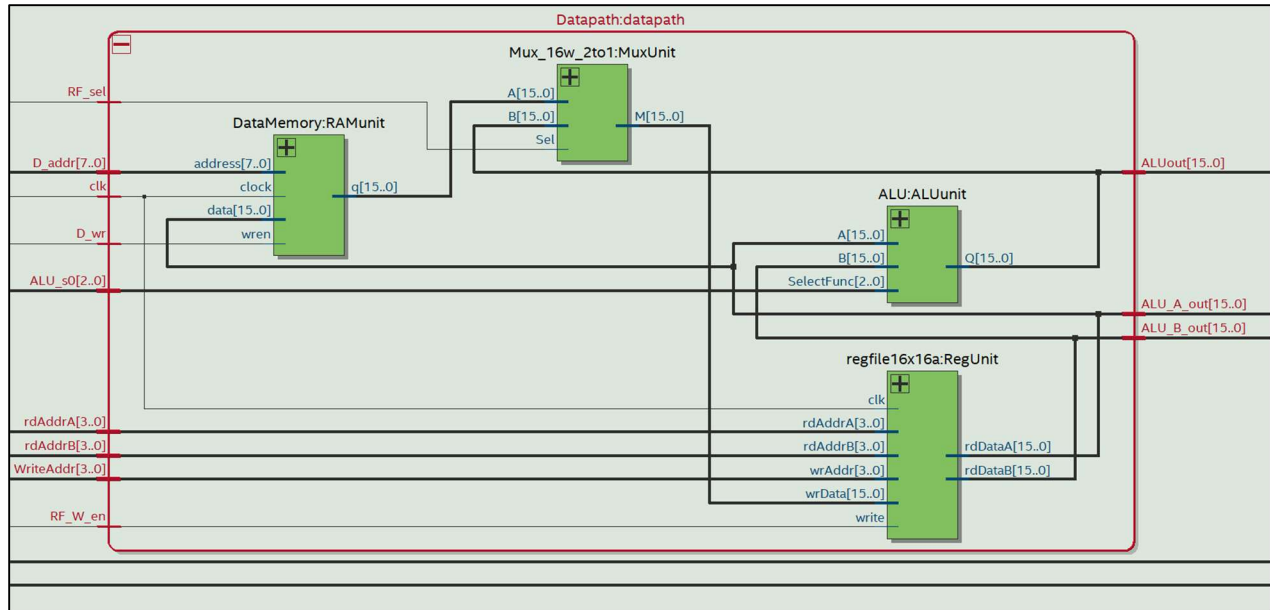 Datapath:datapath
Mux_16w_2to1:MuxUnit
RF_sel
A[15..0]
B[15..0]
M[15..0]
Sel
DataMemory:RAMunit
D_addr[7..0]
address[7..0]
clk
clock
q[15..0]
data[15..0]
D_wr
wren
ALUout[15..0]
ALU:ALUunit
A[15..0]
B[15..0]
Q[15..0]
ALU_s0[2..0]
SelectFunc[2..0]
ALU_A_out[15..0]
ALU_B_out[15..0]
regfile16x16a:RegUnit
clk
rdAddrA[3..0]
rdAddrA[3..0]
rdAddrB[3..0]
rdAddrB[3..0]
rdDataA[15..0]
WriteAddr[3..0]
wrAddr[3..0]
rdDataB[15..0]
wrData[15..0]
RF_W_en
write